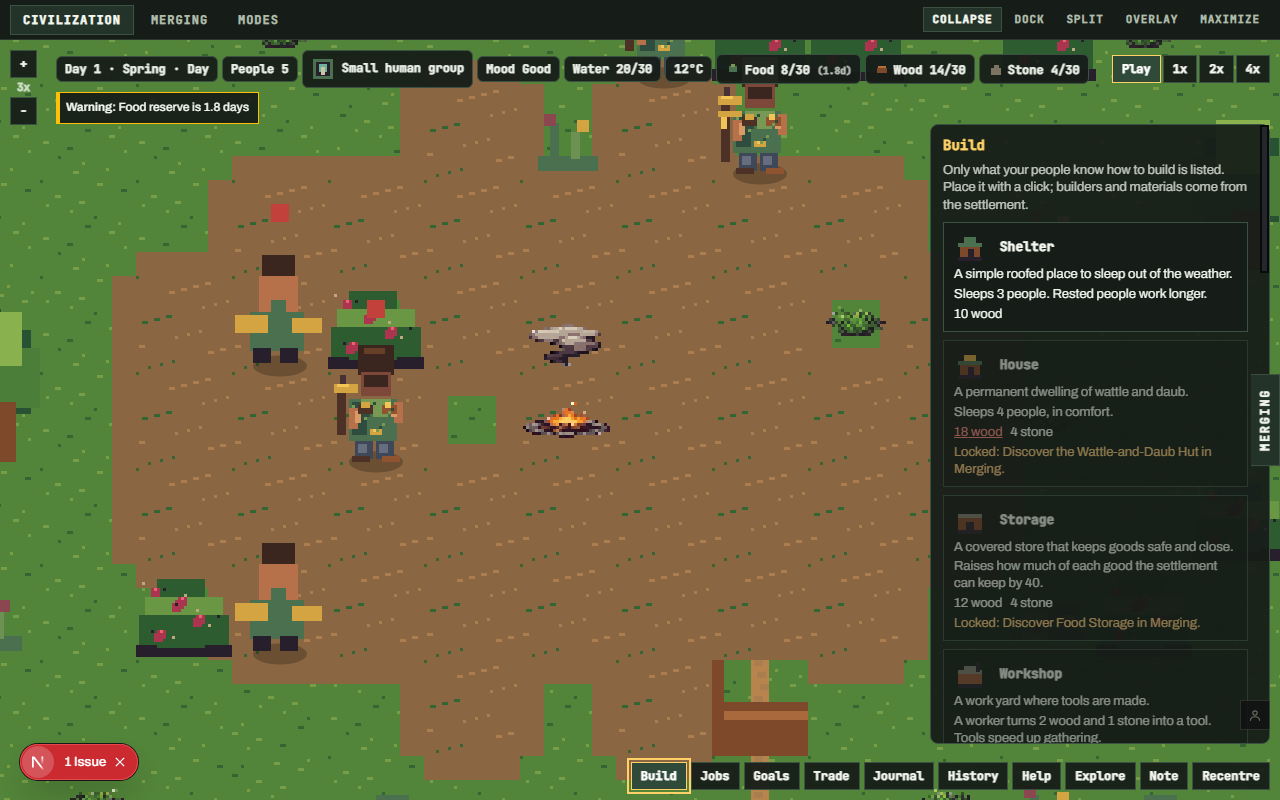 CIVILIZATION MERGING MODES COLLAPSE DOCK SPLIT OVERLAY MAXIMIZE
+
3x
-
Day 1 · Spring · Day People 5 Small human group Mood Good Water 20/30 12°C Food 8/30 (1.8d) Wood 14/30 Stone 4/30 Play 1x 2x 4x
Warning: Food reserve is 1.8 days
Build
Only what your people know how to build is listed.
Place it with a click; builders and materials come from
the settlement.
Shelter
A simple roofed place to sleep out of the weather.
Sleeps 3 people. Rested people work longer.
10 wood
House
A permanent dwelling of wattle and daub.
Sleeps 4 people, in comfort.
18 wood 4 stone
Locked: Discover the Wattle-and-Daub Hut in
Merging.
Storage
A covered store that keeps goods safe and close.
Raises how much of each good the settlement
can keep by 40.
12 wood 4 stone
Locked: Discover Food Storage in Merging.
Workshop
A work yard where tools are made.
A worker turns 2 wood and 1 stone into a tool.
Tools speed up gathering.
MERGING
N 1 Issue ×
Build Jobs Goals Trade Journal History Help Explore Note Recentre